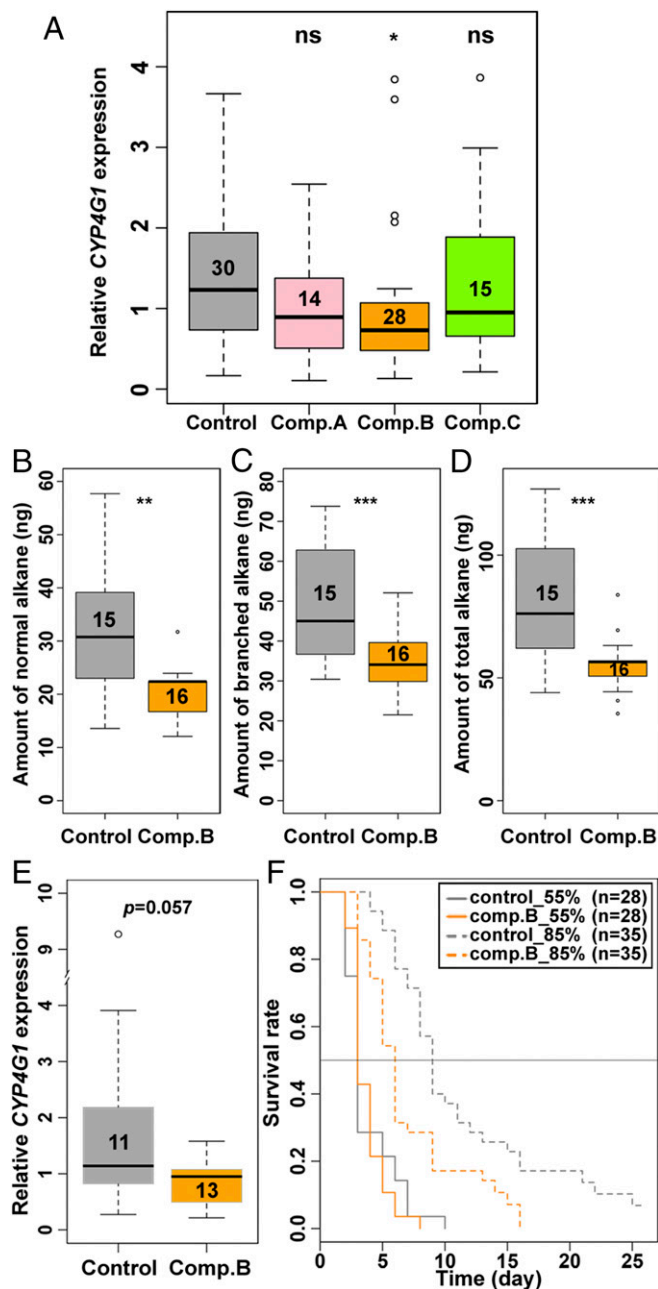 A
ns
*
ns
Relative CYP4G1 expression
4
3
2
1
0
30
14
28
15
Control
Comp.A
Comp.B
Comp.C
B
**
Amount of normal alkane (ng)
60
50
40
30
20
10
0
15
16
Control Comp.B
C
***
Amount of branched alkane (ng)
80
70
60
50
40
30
20
10
0
15
16
Control Comp.B
D
***
Amount of total alkane (ng)
100
50
0
15
16
Control Comp.B
E
p=0.057
Relative CYP4G1 expression
10
9
4
3
2
1
0
11
13
Control
Comp.B
F
control_55% (n=28)
comp.B_55% (n=28)
control_85% (n=35)
comp.B_85% (n=35)
Survival rate
1.0
0.8
0.6
0.4
0.2
0.0
0
5
10
15
20
25
Time (day)